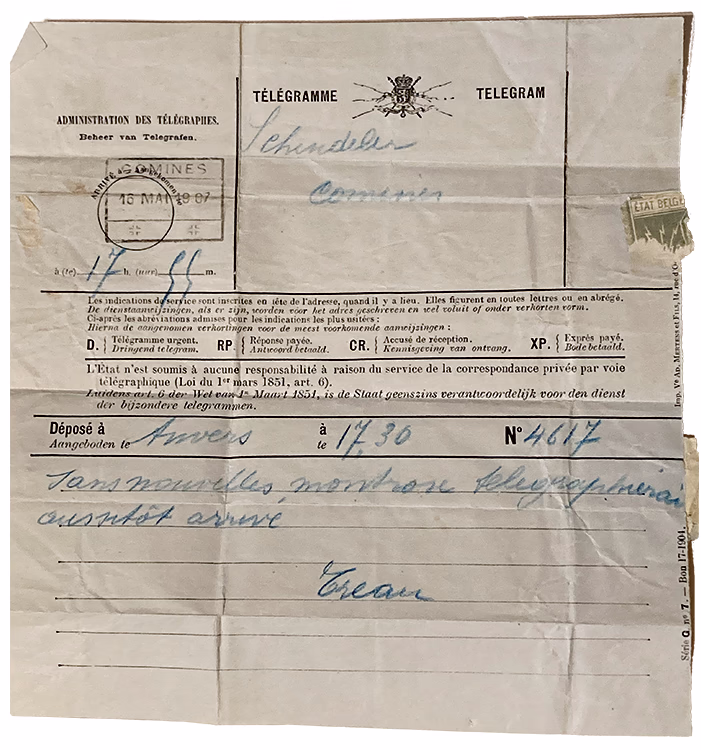 TÉLÉGRAMME TELEGRAM
ADMINISTRATION DES TÉLÉGRAPHES.
Beheer van Telegrafen.
Schindeler
Comines
COMINES
16 MAI 1907
ÉTAT BELGE
à (te) 17 h. (uur) 55 m.
Les indications de service sont inscrites en tête de l'adresse, quand il y a lieu. Elles figurent en toutes lettres ou en abrégé.
De dienstaanwijzingen, als er zijn, worden vóór het adres geschreven en wel voluit of onder verkorten vorm.
Ci-après les abréviations admises pour les indications les plus usitées :
Hierna de aangenomen verkortingen voor de meest voorkomende aanwijzingen :
D. { Télégramme urgent. RP. { Réponse payée. CR. { Accusé de réception. XP. { Exprès payé.
Dringend telegram. Antwoord betaald. Kennisgeving van ontvang. Bode betaald.
L'État n'est soumis à aucune responsabilité à raison du service de la correspondance privée par voie
télégraphique (Loi du 1er mars 1851, art. 6).
Luidens art. 6 der Wet van 1n Maart 1851, is de Staat geenszins verantwoordelijk voor den dienst
der bijzondere telegrammen.
Déposé à Anvers à 17.30 N° 4617
Aangeboden te te
Sans nouvelles montrose télégraphierai
aussitôt arrivé
Treau
Série G. n° 7. — Bon 17-1904.